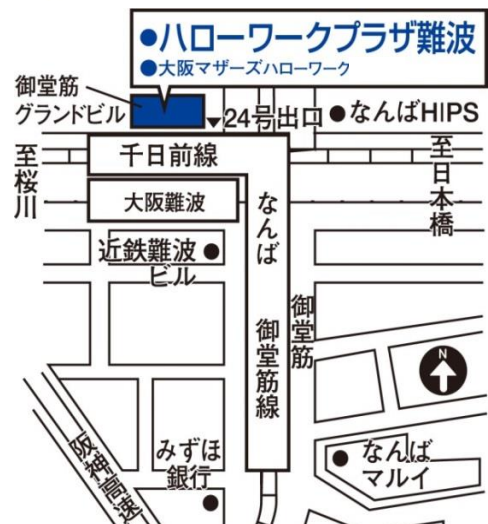 ●ハローワークプラザ難波
●大阪マザーズハローワーク
御堂筋
グランドビル
▼24号出口
●なんばHIPS
至桜川
千日前線
至日本橋
大阪難波
なんば
近鉄難波●
ビル
御堂筋
御堂筋線
N
阪神高速
みずほ
銀行
●なんば
マルイ